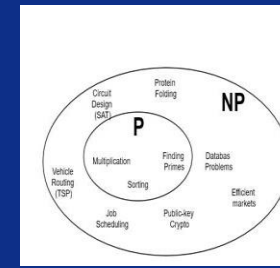 Protein
Folding
Circuit
Design
(SAT)
NP
P
Multiplication
Finding
Primes
Databas
Problems
Vehicle
Routing
(TSP)
Sorting
Efficient
markets
Job
Scheduling
Public-key
Crypto